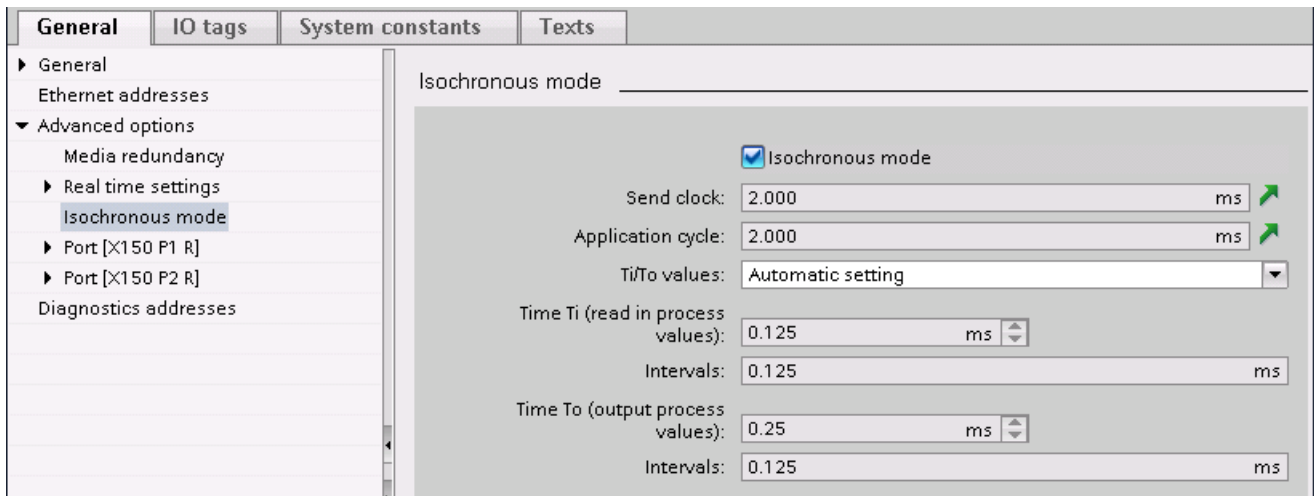 General IO tags System constants Texts
General
Ethernet addresses
Advanced options
Media redundancy
Real time settings
Isochronous mode
Port [X150 P1 R]
Port [X150 P2 R]
Diagnostics addresses
Isochronous mode
Isochronous mode
Send clock: 2.000 ms
Application cycle: 2.000 ms
Ti/To values: Automatic setting
Time Ti (read in process
values): 0.125 ms
Intervals: 0.125 ms
Time To (output process
values): 0.25 ms
Intervals: 0.125 ms